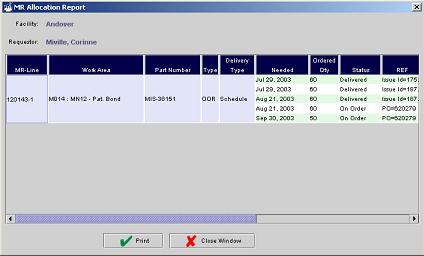 MR Allocation Report
Facility: Andover
Requestor: Miville, Corinne
MR-Line Work Area Part Number Type Delivery Type Needed Ordered Qty Status REF
120143-1 M014 : MN12 - Pat. Bond MIS-38151 OOR Schedule
Jul 29, 2003 60 Delivered Issue Id=175.
Jul 29, 2003 60 Delivered Issue Id=187.
Aug 21, 2003 60 Delivered Issue Id=187.
Aug 21, 2003 60 On Order PO=620279
Sep 30, 2003 50 On Order PO=620279
Print Close Window